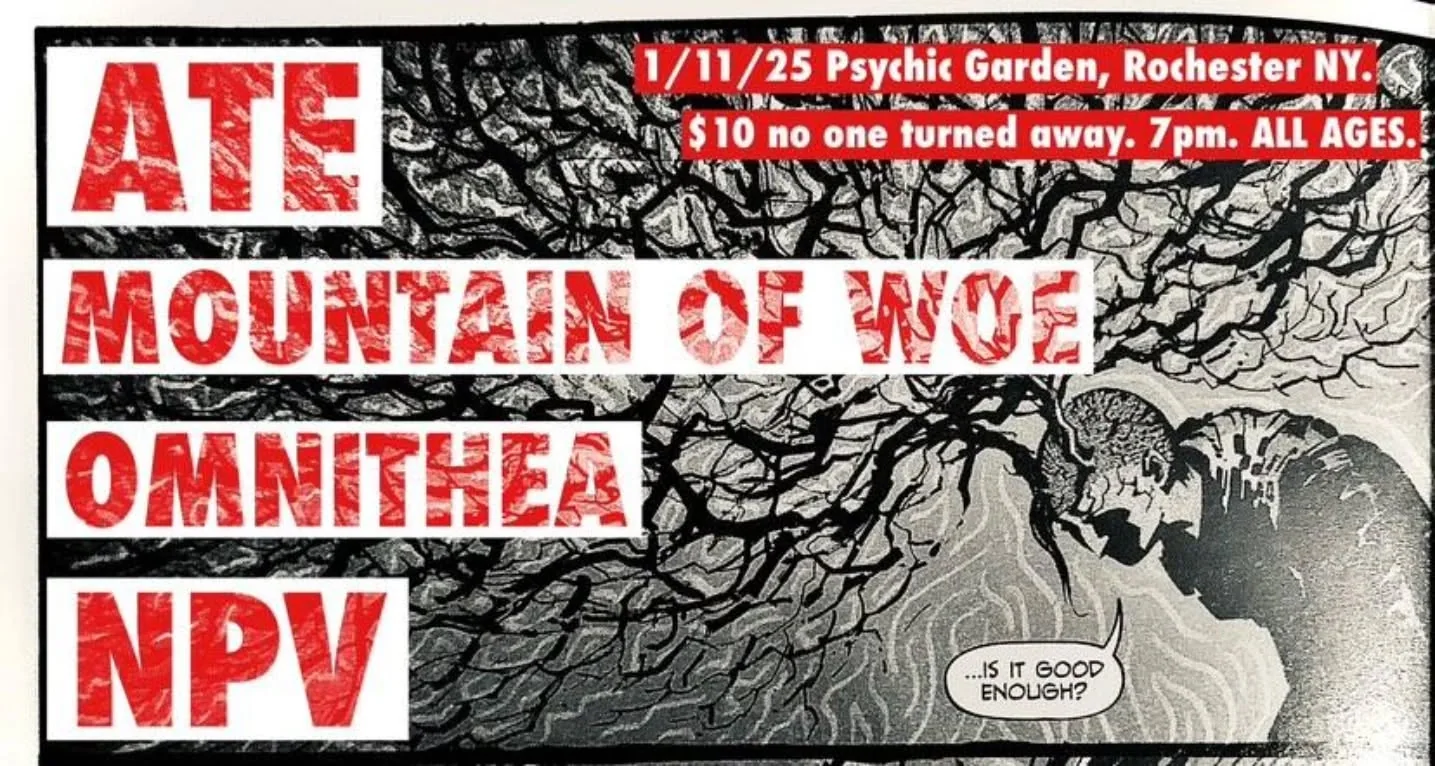 ATE
1/11/25 Psychic Garden, Rochester NY.
$10 no one turned away. 7pm. ALL AGES.
MOUNTAIN OF WOE
OMNITHEA
NPV
...IS IT GOOD
ENOUGH?